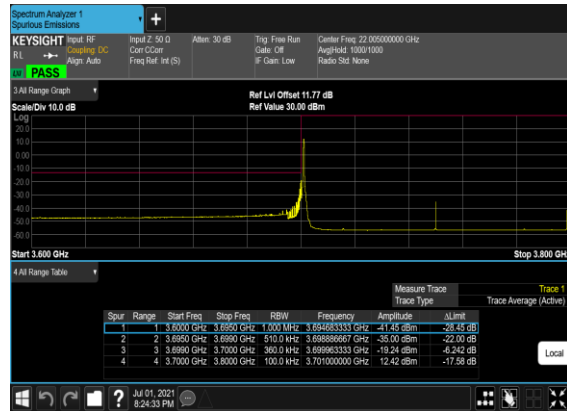 Spectrum Analyzer 1
Spurious Emissions
+
KEYSIGHT Input: RF Input Z: 50 Ω Atten: 30 dB Trig: Free Run Center Freq: 22.005000000 GHz
RL Coupling: DC Corr CCorr Gate: Off Avg|Hold: 1000/1000
Align: Auto Freq Ref: Int (S) IF Gain: Low Radio Std: None
PASS
3 All Range Graph
Ref Lvl Offset 11.77 dB
Scale/Div 10.0 dB Ref Value 30.00 dBm
Log
20.0
10.0
0.00
-10.0
-20.0
-30.0
-40.0
-50.0
-60.0
Start 3.600 GHz Stop 3.800 GHz
4 All Range Table
Measure Trace Trace 1
Trace Type Trace Average (Active)
Spur Range Start Freq Stop Freq RBW Frequency Amplitude ΔLimit
1 1 3.6000 GHz 3.6950 GHz 1.000 MHz 3.694683333 GHz -41.45 dBm -28.45 dB
2 2 3.6950 GHz 3.6990 GHz 510.0 kHz 3.698886667 GHz -35.00 dBm -22.00 dB
3 3 3.6990 GHz 3.7000 GHz 360.0 kHz 3.699963333 GHz -19.24 dBm -6.242 dB
4 4 3.7000 GHz 3.8000 GHz 100.0 kHz 3.701000000 GHz 12.42 dBm -17.58 dB
Local
? Jul 01, 2021
8:24:33 PM